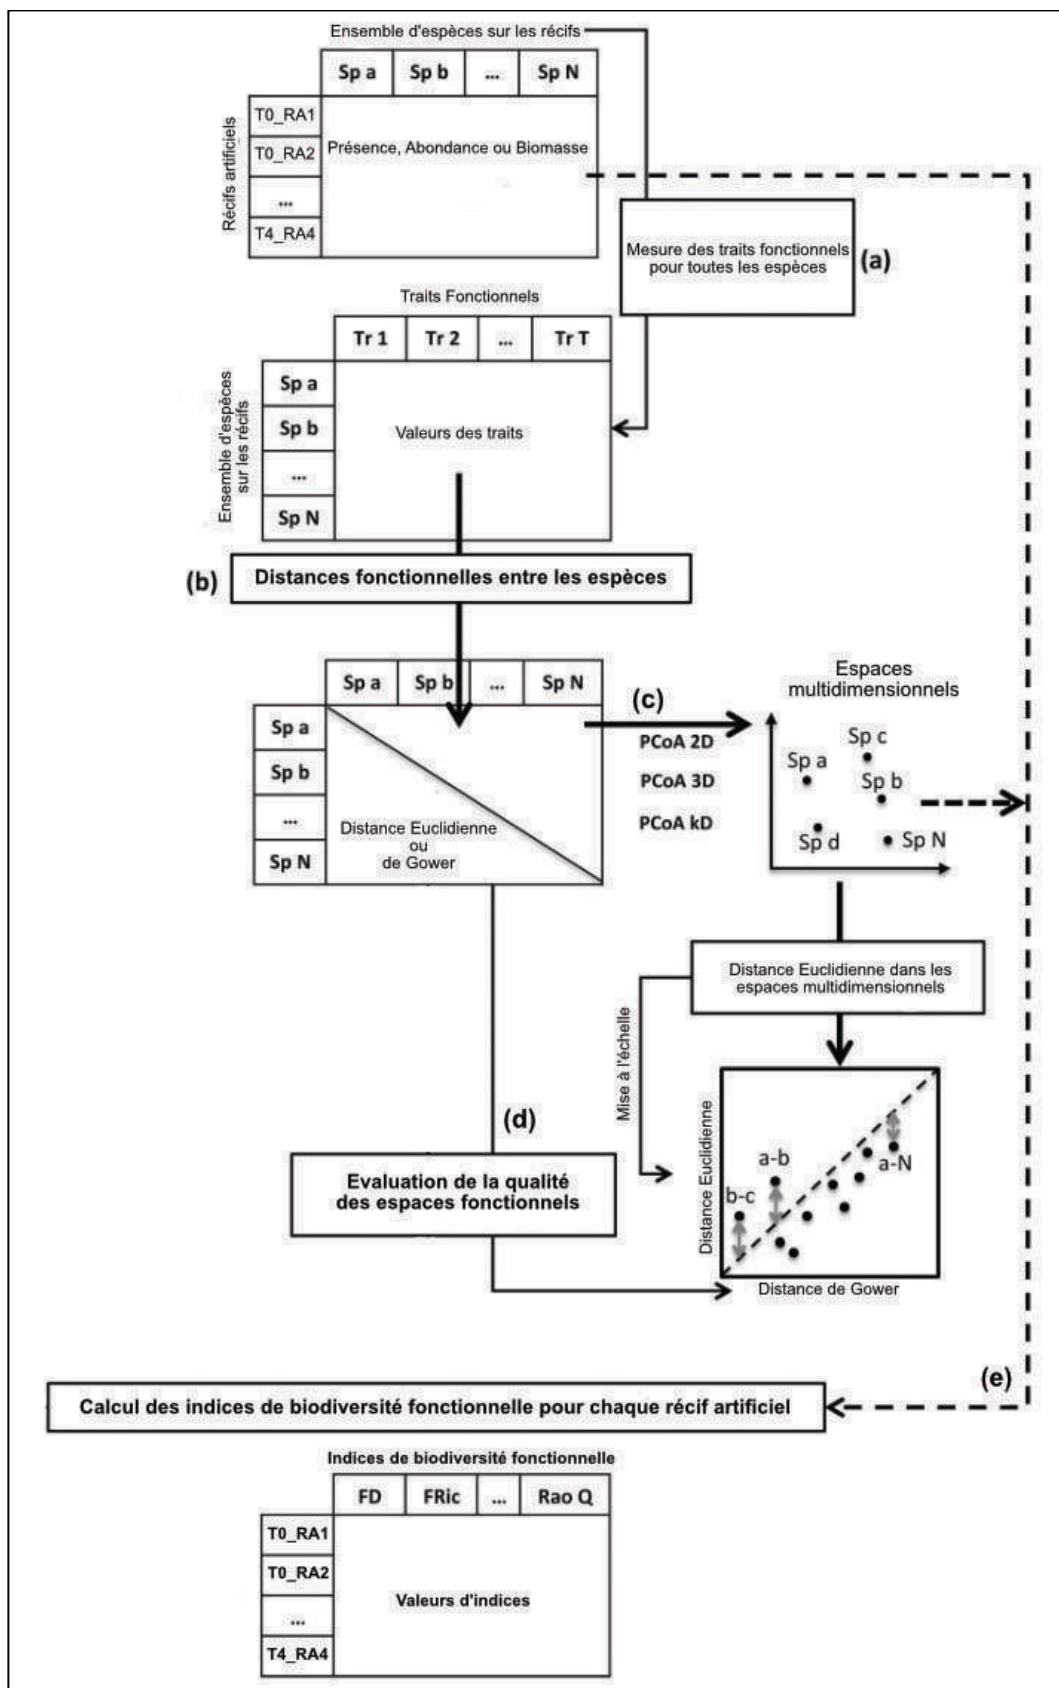 Ensemble d'espèces sur les récifs
Sp a Sp b ... Sp N
Récifs artificiels
T0_RA1
T0_RA2
...
T4_RA4
Présence, Abondance ou Biomasse
Mesure des traits fonctionnels
pour toutes les espèces
(a)
Traits Fonctionnels
Tr 1 Tr 2 ... Tr T
Ensemble d'espèces
sur les récifs
Sp a
Sp b
...
Sp N
Valeurs des traits
(b)
Distances fonctionnelles entre les espèces
Sp a Sp b ... Sp N
Sp a
Sp b
...
Sp N
Distance Euclidienne
ou
de Gower
(c)
PCoA 2D
PCoA 3D
PCoA kD
Espaces
multidimensionnels
Sp c
Sp a
Sp b
Sp d
Sp N
Distance Euclidienne dans les
espaces multidimensionnels
Mise à l'échelle
(d)
Evaluation de la qualité
des espaces fonctionnels
Distance Euclidienne
a-b
a-N
b-c
Distance de Gower
(e)
Calcul des indices de biodiversité fonctionnelle pour chaque récif artificiel
Indices de biodiversité fonctionnelle
FD FRic ... Rao Q
T0_RA1
T0_RA2
...
T4_RA4
Valeurs d'indices